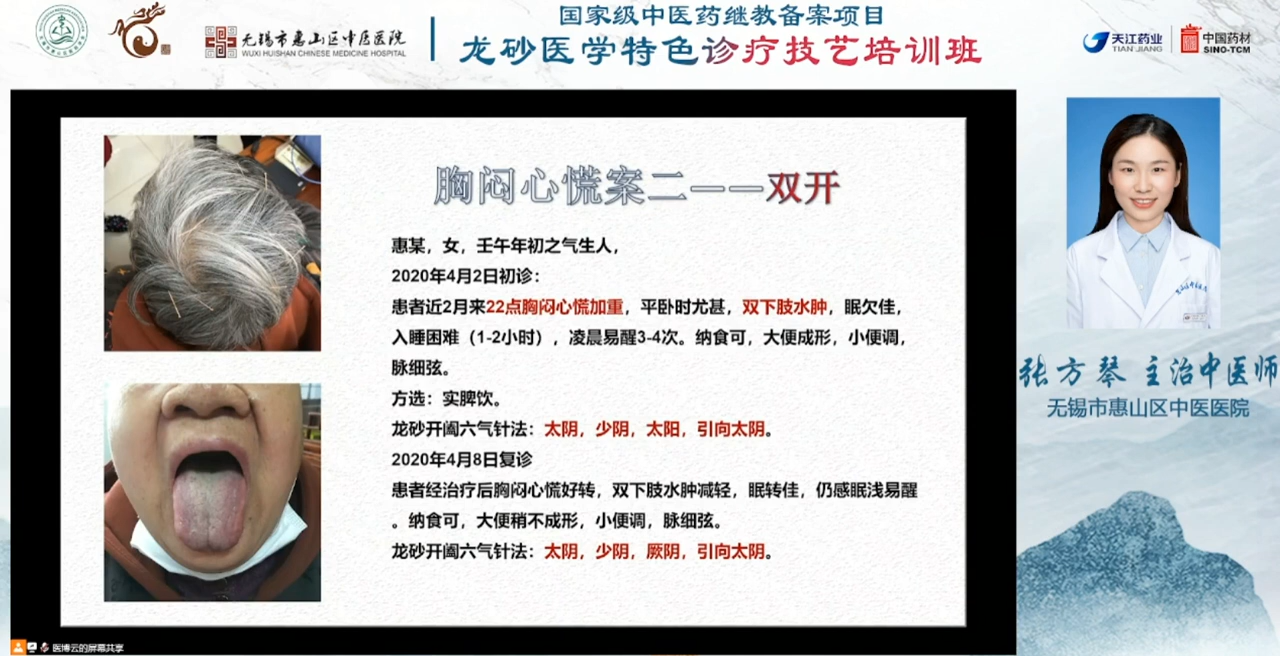 国家级中医药继教备案项目
龙砂医学特色诊疗技艺培训班
无锡市惠山区中医医院
WUXI HUISHAN CHINESE MEDICINE HOSPITAL
天江药业
TIAN JIANG
中国药材
SINO-TCM
胸闷心慌案二——双开
惠某，女，壬午年初之气生人，
2020年4月2日初诊：
患者近2月来22点胸闷心慌加重，平卧时尤甚，双下肢水肿，眠欠佳，
入睡困难（1-2小时），凌晨易醒3-4次。纳食可，大便成形，小便调，
脉细弦。
方选：实脾饮。
龙砂开阖六气针法：太阴，少阴，太阳，引向太阴。
2020年4月8日复诊
患者经治疗后胸闷心慌好转，双下肢水肿减轻，眠转佳，仍感眠浅易醒
。纳食可，大便稍不成形，小便调，脉细弦。
龙砂开阖六气针法：太阴，少阴，厥阴，引向太阴。
张方琴 主治中医师
无锡市惠山区中医医院
医博云的屏幕共享